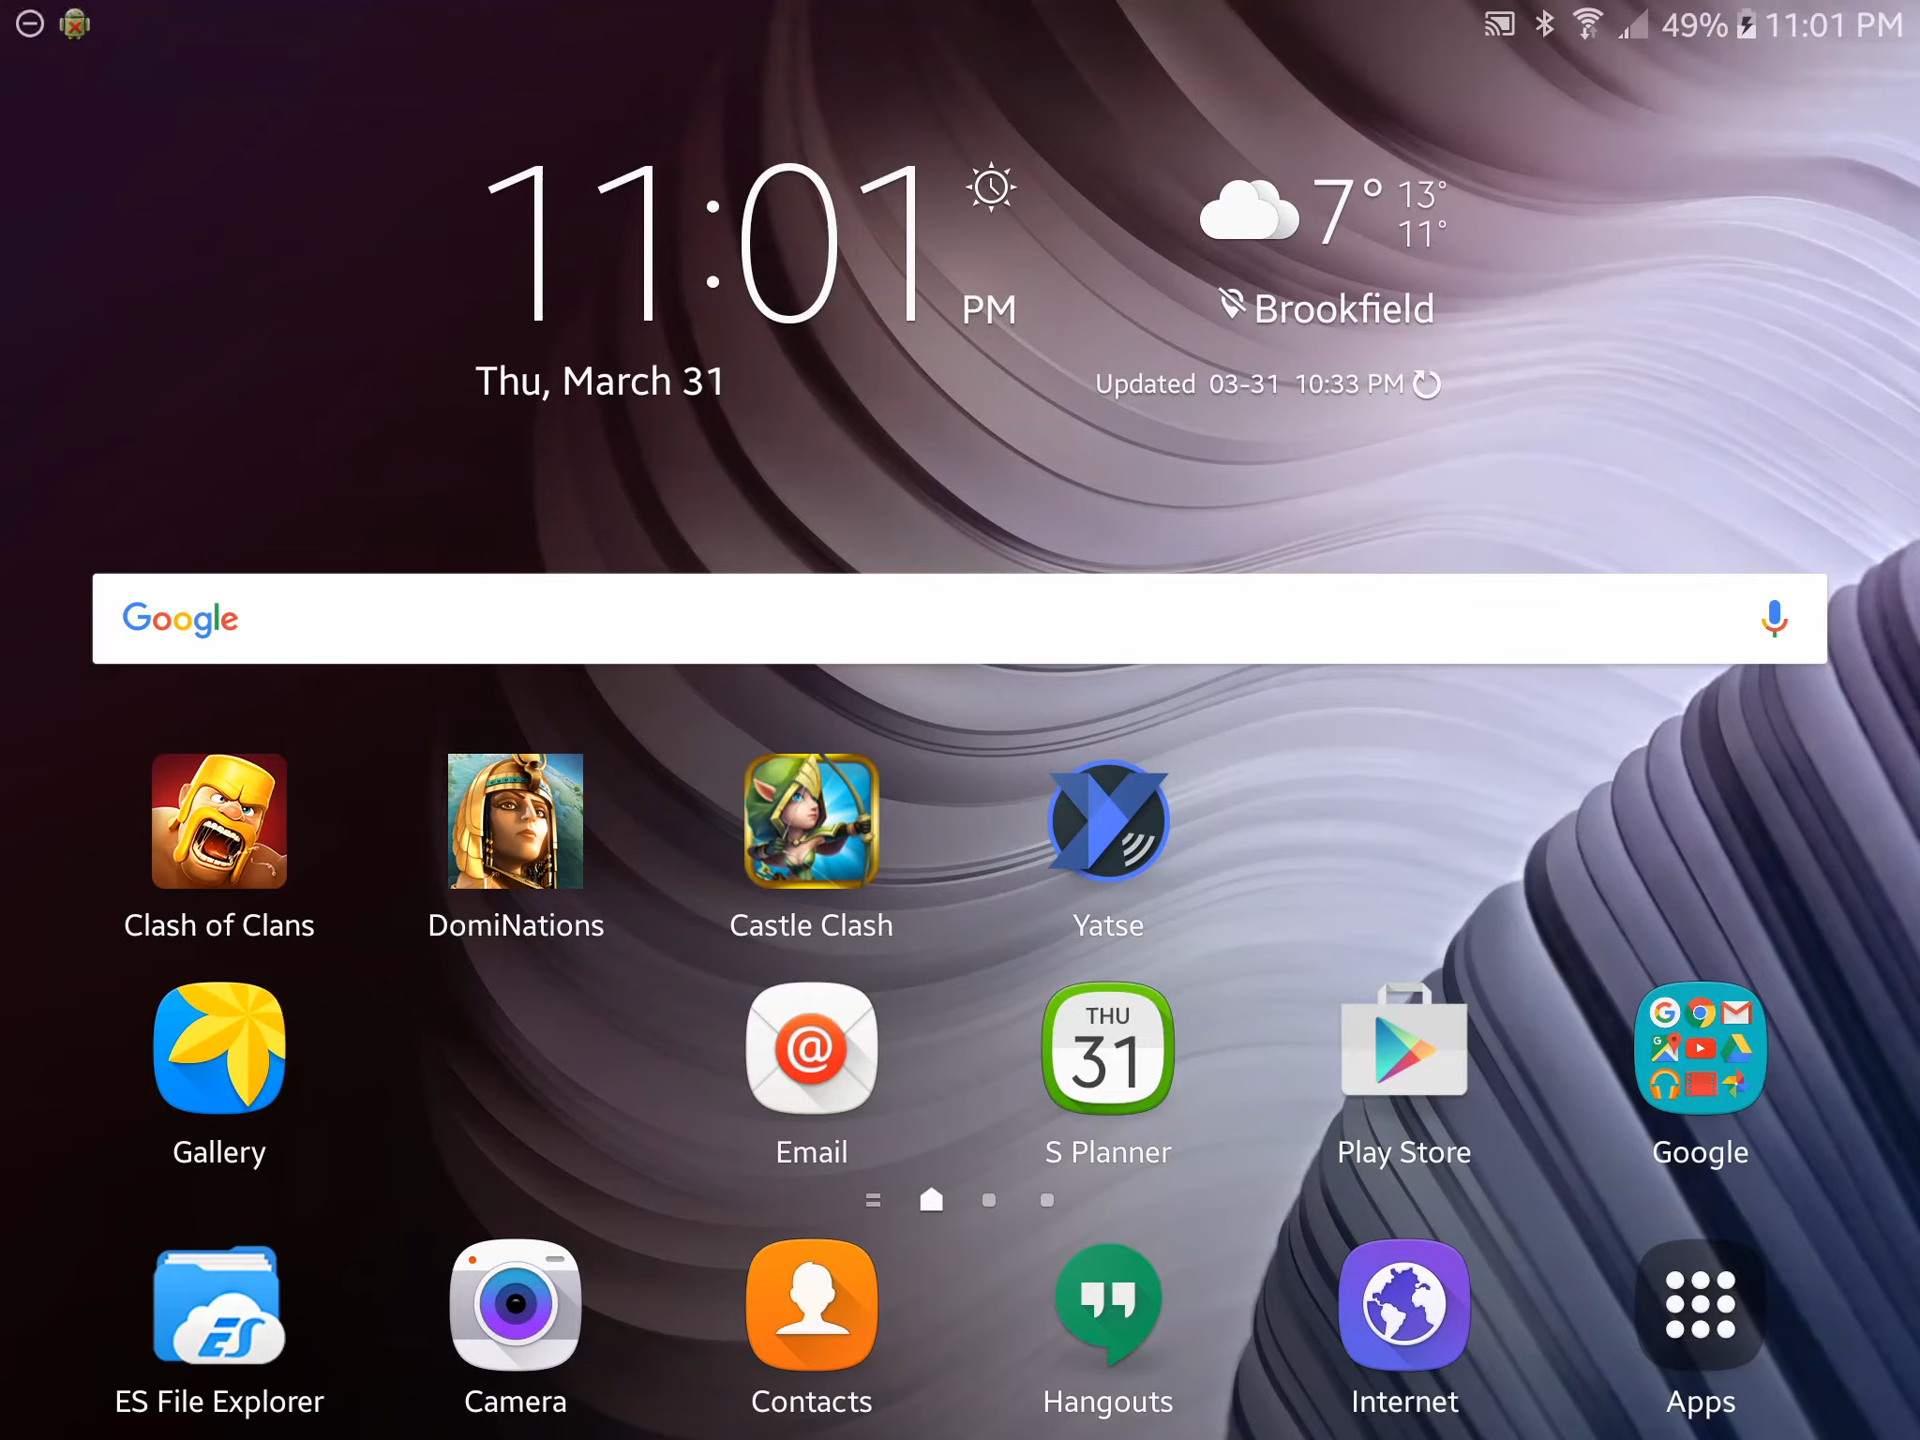 49% 11:01 PM
11:01 PM
7° 13°
11°
Brookfield
Thu, March 31
Updated 03-31 10:33 PM
Google
Clash of Clans
DomiNations
Castle Clash
Yatse
@
THU
31
Gallery
Email
S Planner
Play Store
Google
ES
ES File Explorer
Camera
Contacts
Hangouts
Internet
Apps